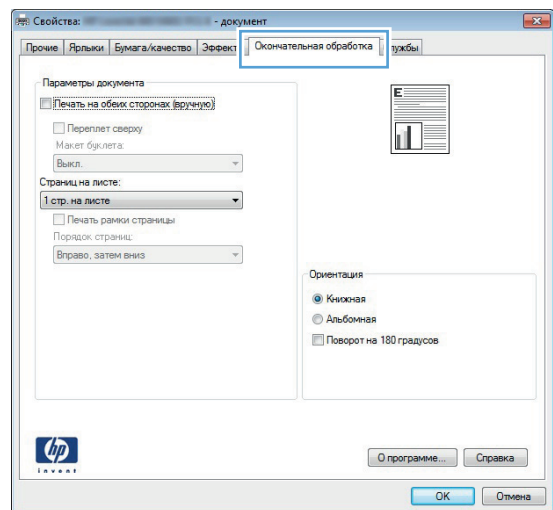 Свойства: - документ
Прочие Ярлыки Бумага/качество Эффект Окончательная обработка
Параметры документа
Печать на обеих сторонах (вручную)
Переплет сверху
Макет буклета:
Выкл.
Страниц на листе:
1 стр. на листе
Печать рамки страницы
Порядок страниц:
Вправо, затем вниз
E
Ориентация
Книжная
Альбомная
Поворот на 180 градусов
hp
invent
О программе... Справка
OK Отмена